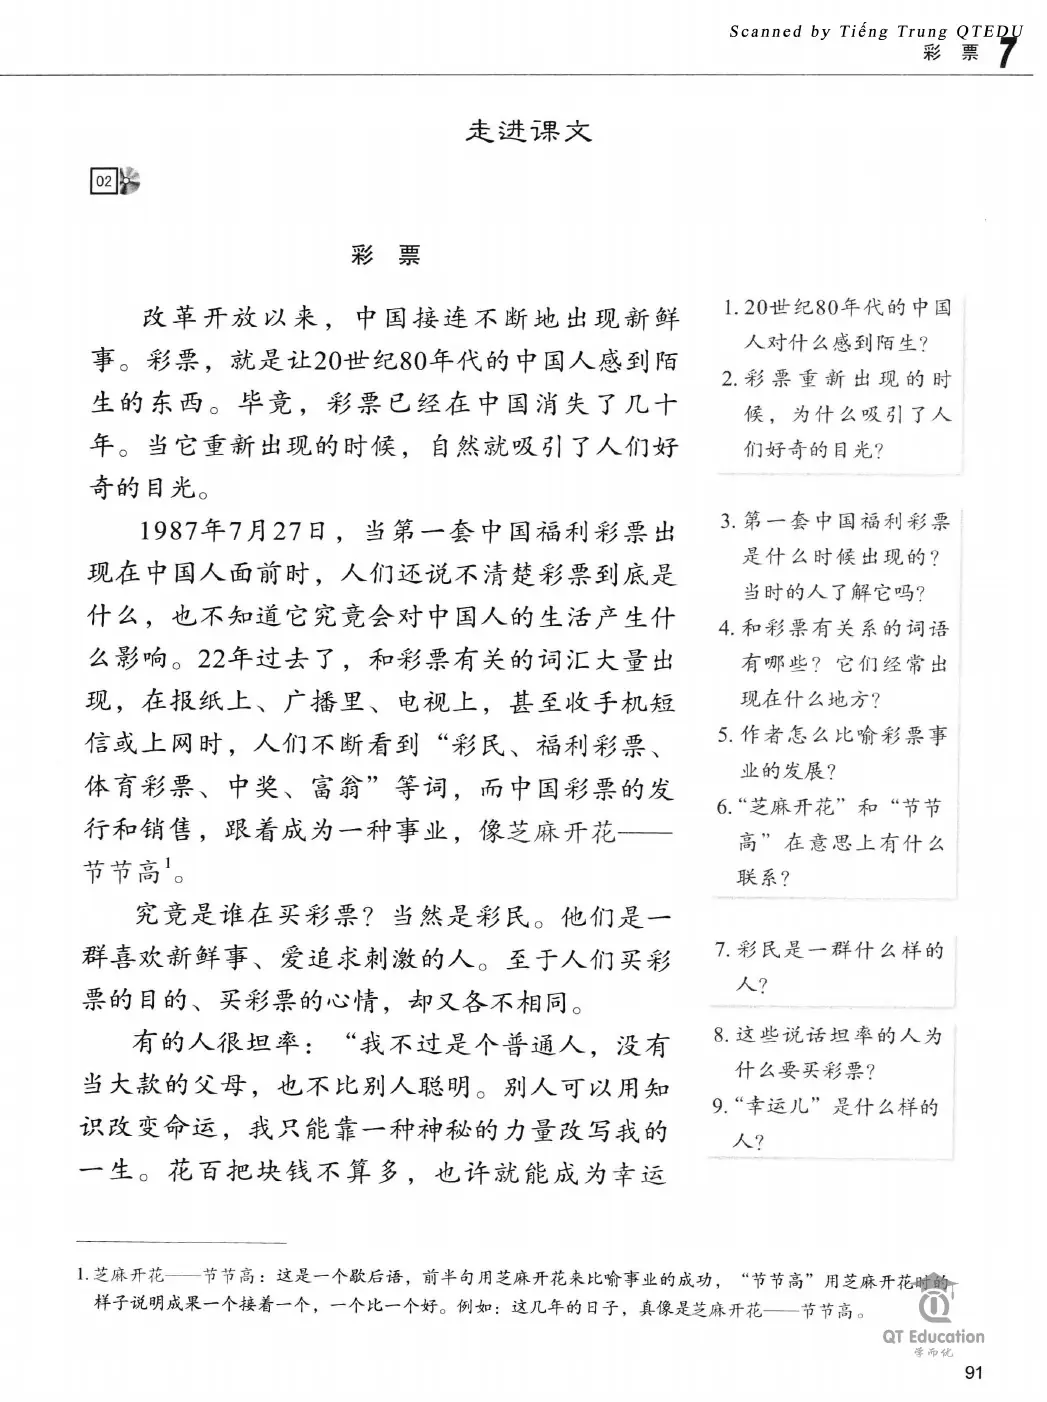 Scanned by Tiếng Trung QTEDU
彩 票 7
走进课文
02
彩 票
改革开放以来，中国接连不断地出现新鲜
事。彩票，就是让20世纪80年代的中国人感到陌
生的东西。毕竟，彩票已经在中国消失了几十
年。当它重新出现的时候，自然就吸引了人们好
奇的目光。
1987年7月27日，当第一套中国福利彩票出
现在中国人面前时，人们还说不清楚彩票到底是
什么，也不知道它究竟会对中国人的生活产生什
么影响。22年过去了，和彩票有关的词汇大量出
现，在报纸上、广播里、电视上，甚至收手机短
信或上网时，人们不断看到“彩民、福利彩票、
体育彩票、中奖、富翁”等词，而中国彩票的发
行和销售，跟着成为一种事业，像芝麻开花——
节节高1。
究竟是谁在买彩票？当然是彩民。他们是一
群喜欢新鲜事、爱追求刺激的人。至于人们买彩
票的目的、买彩票的心情，却又各不相同。
有的人很坦率：“我不过是个普通人，没有
当大款的父母，也不比别人聪明。别人可以用知
识改变命运，我只能靠一种神秘的力量改写我的
一生。花百把块钱不算多，也许就能成为幸运
1. 20世纪80年代的中国
人对什么感到陌生？
2. 彩票重新出现的时
候，为什么吸引了人
们好奇的目光？
3. 第一套中国福利彩票
是什么时候出现的？
当时的人了解它吗？
4. 和彩票有关系的词语
有哪些？它们经常出
现在什么地方？
5. 作者怎么比喻彩票事
业的发展？
6. “芝麻开花”和“节节
高”在意思上有什么
联系？
7. 彩民是一群什么样的
人？
8. 这些说话坦率的人为
什么要买彩票？
9. “幸运儿”是什么样的
人？
1. 芝麻开花——节节高：这是一个歇后语，前半句用芝麻开花来比喻事业的成功，“节节高”用芝麻开花时的
样子说明成果一个接着一个，一个比一个好。例如：这几年的日子，真像是芝麻开花——节节高。
QT Education
学而优
91